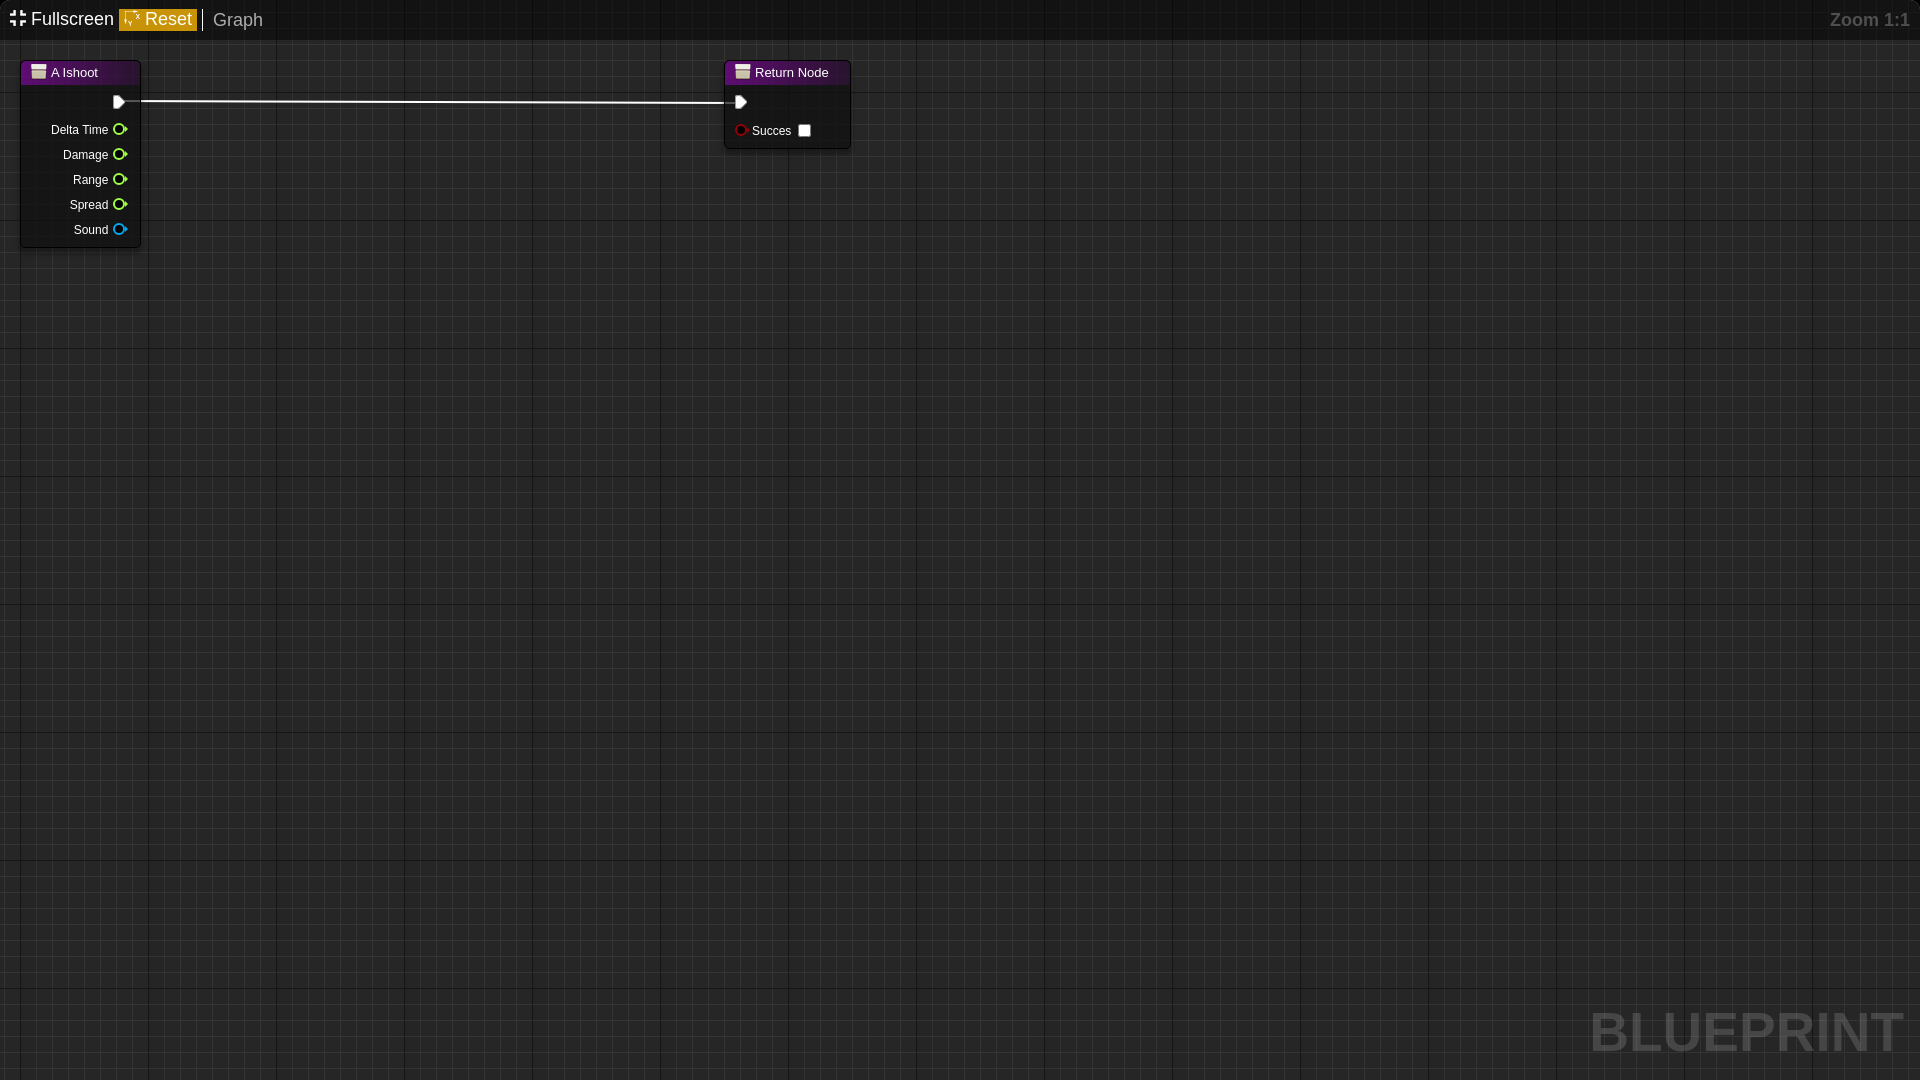 Fullscreen Reset Graph Zoom 1:1
A Ishoot
Delta Time
Damage
Range
Spread
Sound
Return Node
Succes
BLUEPRINT